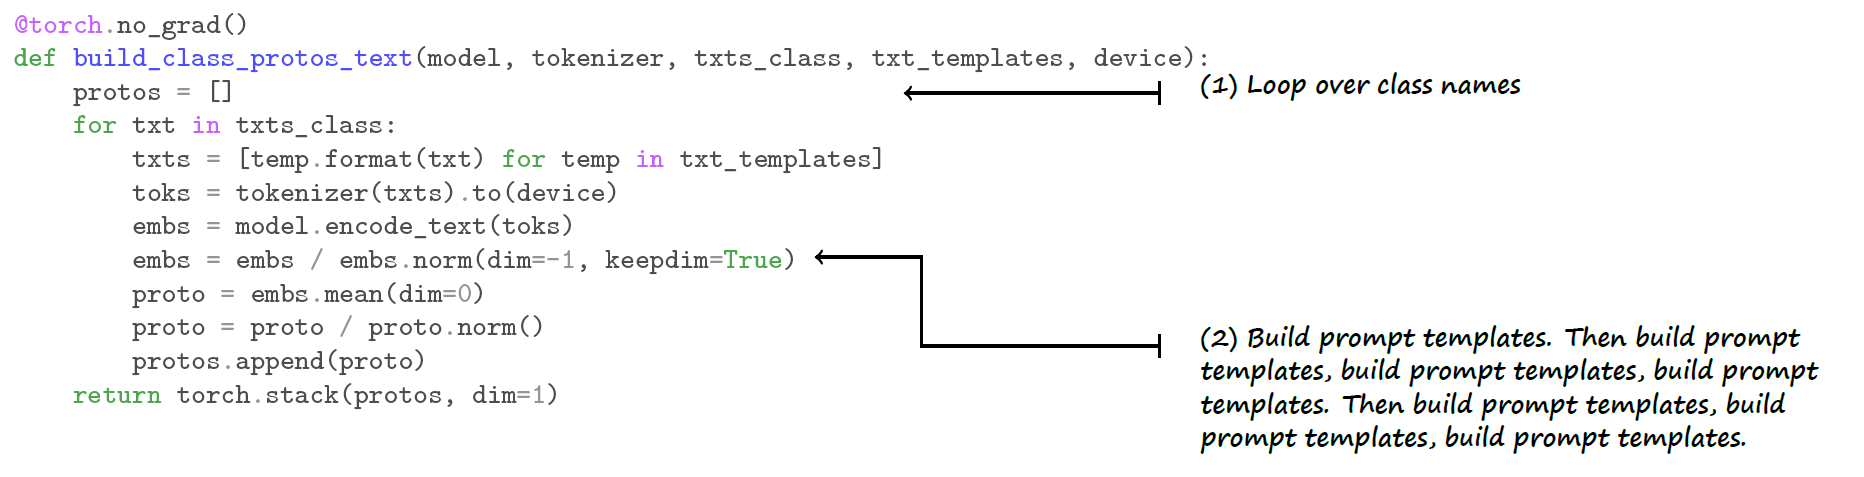 @torch.no_grad()
def build_class_protos_text(model, tokenizer, txts_class, txt_templates, device):
    protos = []
    for txt in txts_class:
        txts = [temp.format(txt) for temp in txt_templates]
        toks = tokenizer(txts).to(device)
        embs = model.encode_text(toks)
        embs = embs / embs.norm(dim=-1, keepdim=True)
        proto = embs.mean(dim=0)
        proto = proto / proto.norm()
        protos.append(proto)
    return torch.stack(protos, dim=1)
(1) Loop over class names
(2) Build prompt templates. Then build prompt
templates, build prompt templates, build prompt
templates. Then build prompt templates, build
prompt templates, build prompt templates.